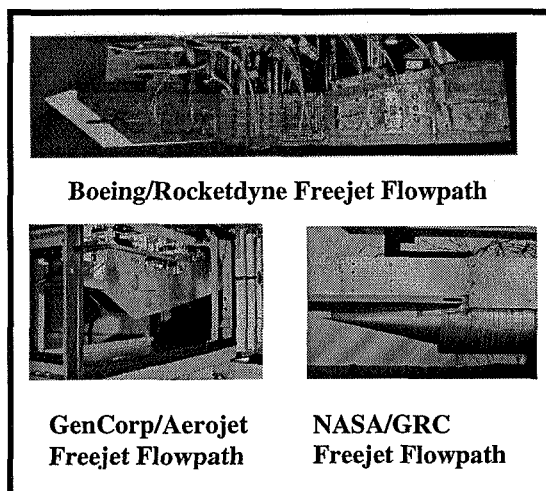 Boeing/Rocketdyne Freejet Flowpath
GenCorp/Aerojet
Freejet Flowpath
NASA/GRC
Freejet Flowpath